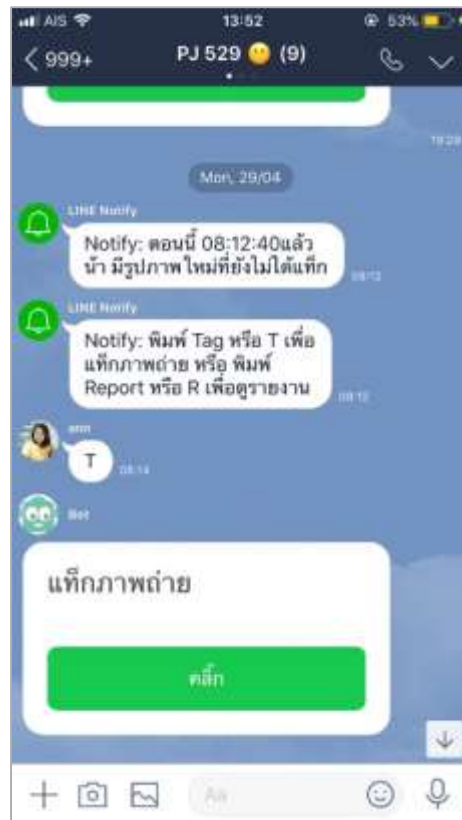 AIS 13:52 53%
999+ PJ 529 (9)
19:29
Mon, 29/04
LINE Notify
Notify: ตอนนี้ 08:12:40แล้ว
น้า มีรูปภาพใหม่ที่ยังไม่ได้แท็ก
08:12
LINE Notify
Notify: พิมพ์ Tag หรือ T เพื่อ
แท็กภาพถ่าย หรือ พิมพ์
Report หรือ R เพื่อดูรายงาน
08:12
T
08:14
Bot
แท็กภาพถ่าย
คลิ๊ก
Aa